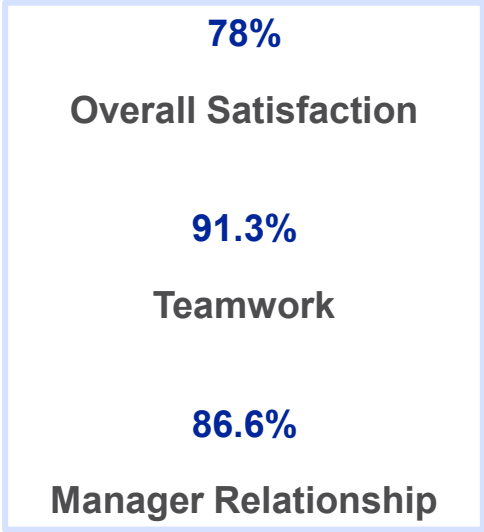 78%
Overall Satisfaction
91.3%
Teamwork
86.6%
Manager Relationship